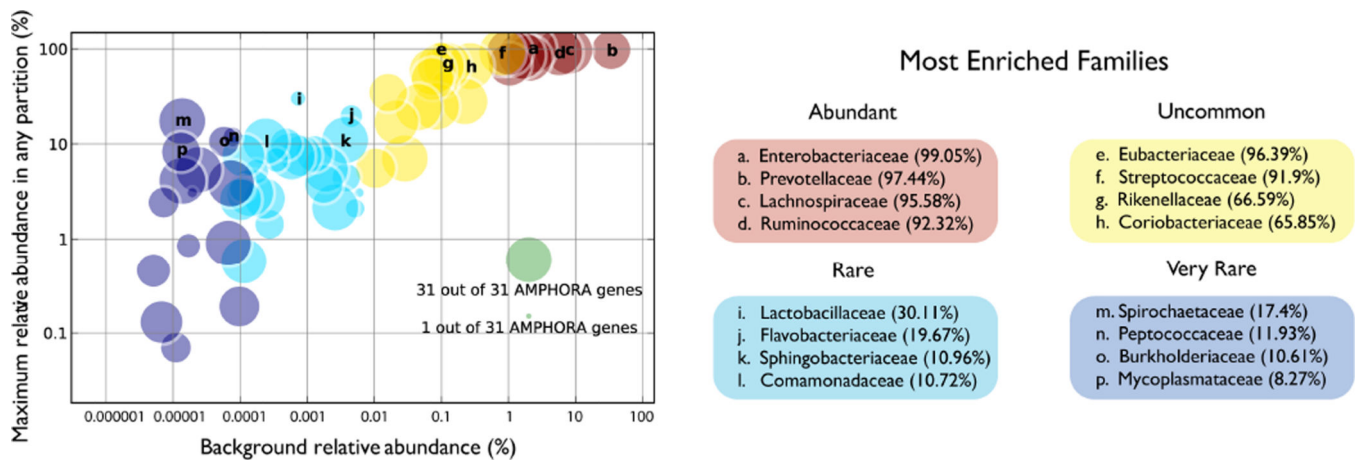 Maximum relative abundance in any partition (%)
100
10
1
0.1
e
f
a
d
c
b
g
h
i
j
m
o
n
l
k
p
31 out of 31 AMPHORA genes
1 out of 31 AMPHORA genes
0.000001
0.00001
0.0001
0.001
0.01
0.1
1
10
100
Background relative abundance (%)
Most Enriched Families
Abundant
a. Enterobacteriaceae (99.05%)
b. Prevotellaceae (97.44%)
c. Lachnospiraceae (95.58%)
d. Ruminococcaceae (92.32%)
Uncommon
e. Eubacteriaceae (96.39%)
f. Streptococcaceae (91.9%)
g. Rikenellaceae (66.59%)
h. Coriobacteriaceae (65.85%)
Rare
i. Lactobacillaceae (30.11%)
j. Flavobacteriaceae (19.67%)
k. Sphingobacteriaceae (10.96%)
l. Comamonadaceae (10.72%)
Very Rare
m. Spirochaetaceae (17.4%)
n. Peptococcaceae (11.93%)
o. Burkholderiaceae (10.61%)
p. Mycoplasmataceae (8.27%)